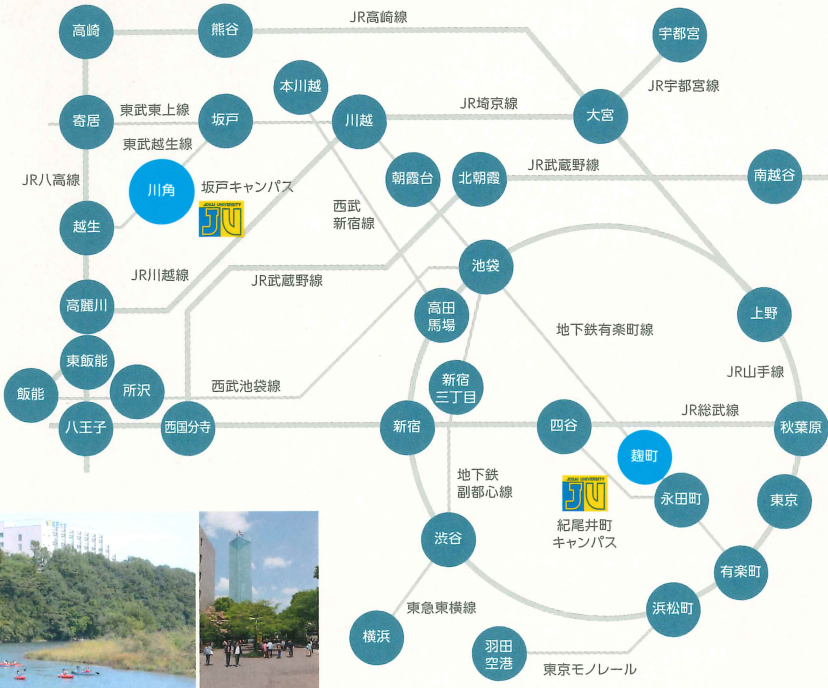 JR高崎線
高崎
熊谷
宇都宮
JR宇都宮線
本川越
JR埼京線
東武東上線
寄居
坂戸
川越
大宮
東武越生線
JR武蔵野線
JR八高線
川角
坂戸キャンパス
朝霞台
北朝霞
南越谷
JOSAI UNIVERSITY
JU
西武
新宿線
越生
池袋
JR川越線
JR武蔵野線
高麗川
高田
馬場
上野
地下鉄有楽町線
東飯能
JR山手線
飯能
所沢
西武池袋線
新宿
三丁目
JR総武線
八王子
西国分寺
新宿
四谷
秋葉原
麹町
地下鉄
副都心線
JOSAI UNIVERSITY
JU
永田町
東京
紀尾井町
キャンパス
渋谷
有楽町
東急東横線
浜松町
横浜
羽田
空港
東京モノレール